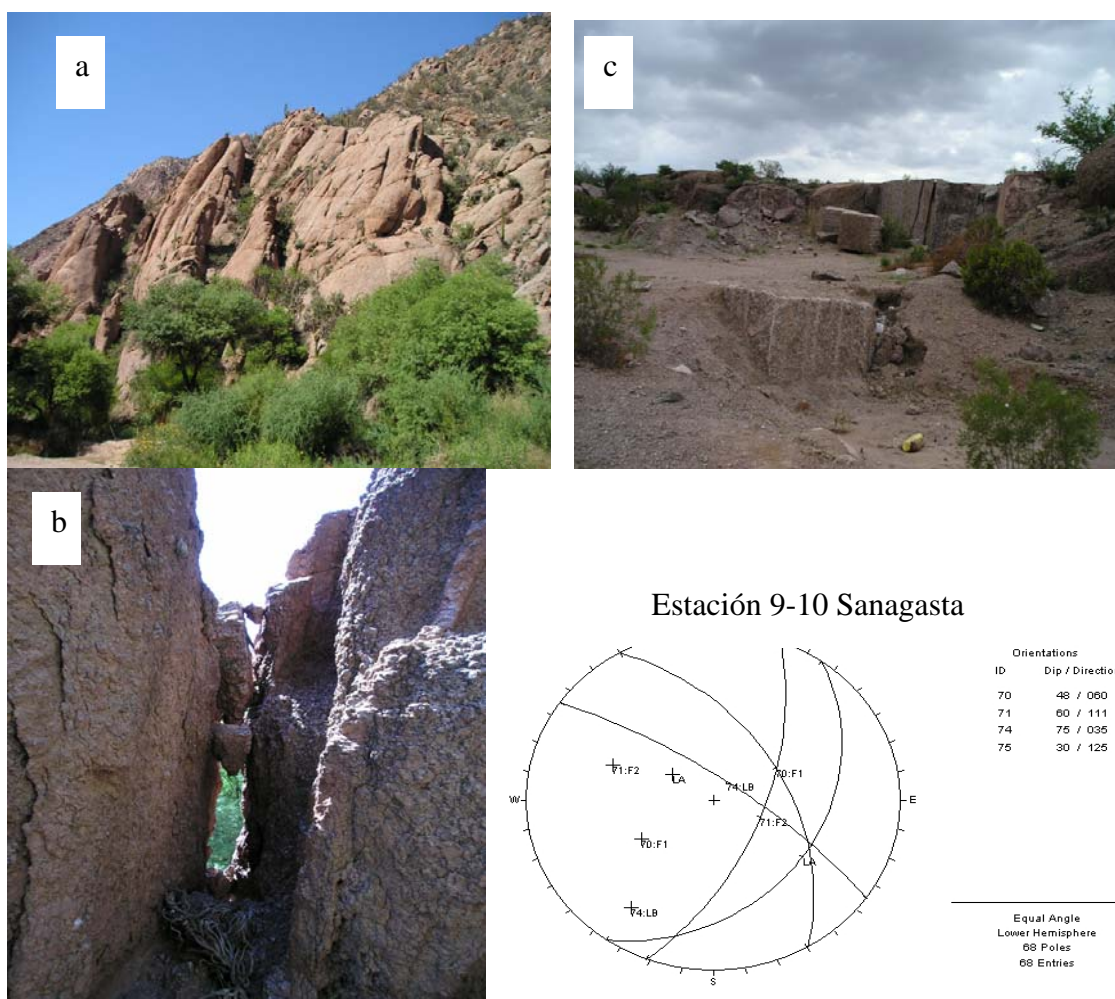 a
c
b
Estación 9-10 Sanagasta
Orientations
ID Dip / Directio
70 48 / 060
71 60 / 111
74 75 / 035
75 30 / 125
W
E
S
71:F2
LA
74:LB
70:F1
71:F2
70:F1
LA
74:LB
Equal Angle
Lower Hemisphere
68 Poles
68 Entries